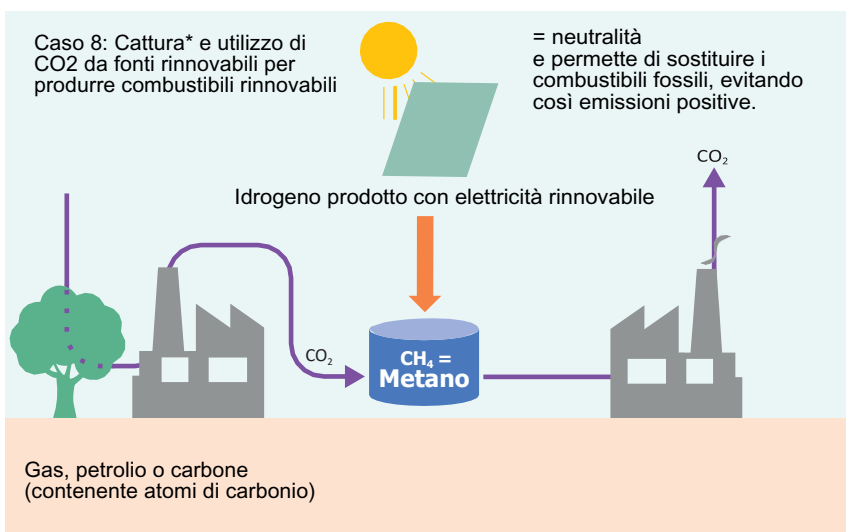 Caso 8: Cattura* e utilizzo di
CO2 da fonti rinnovabili per
produrre combustibili rinnovabili
= neutralità
e permette di sostituire i
combustibili fossili, evitando
così emissioni positive.
CO₂
Idrogeno prodotto con elettricità rinnovabile
CO₂
CH₄ =
Metano
Gas, petrolio o carbone
(contenente atomi di carbonio)